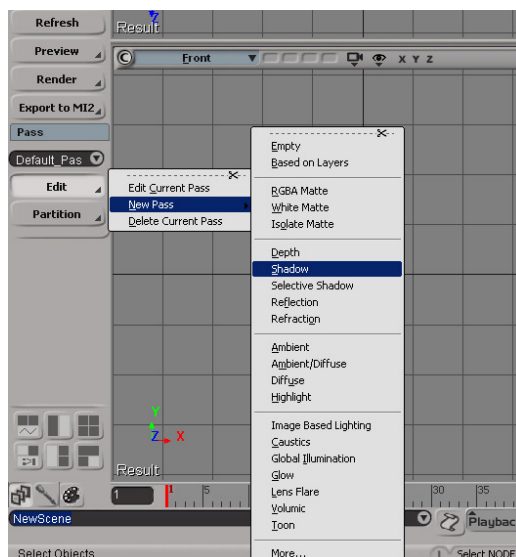 Refresh
Preview
Render
Export to MI2
Pass
Default_Pas
Edit
Partition
Z
Result
C
Front
X Y Z
Edit Current Pass
New Pass
Delete Current Pass
Empty
Based on Layers
RGBA Matte
White Matte
Isolate Matte
Depth
Shadow
Selective Shadow
Reflection
Refraction
Ambient
Ambient/Diffuse
Diffuse
Highlight
Image Based Lighting
Caustics
Global Illumination
Glow
Lens Flare
Volumic
Toon
More...
Y
Z X
Result
1
1 5 30 35
NewScene
Playbac
Select Objects
L Select NODE